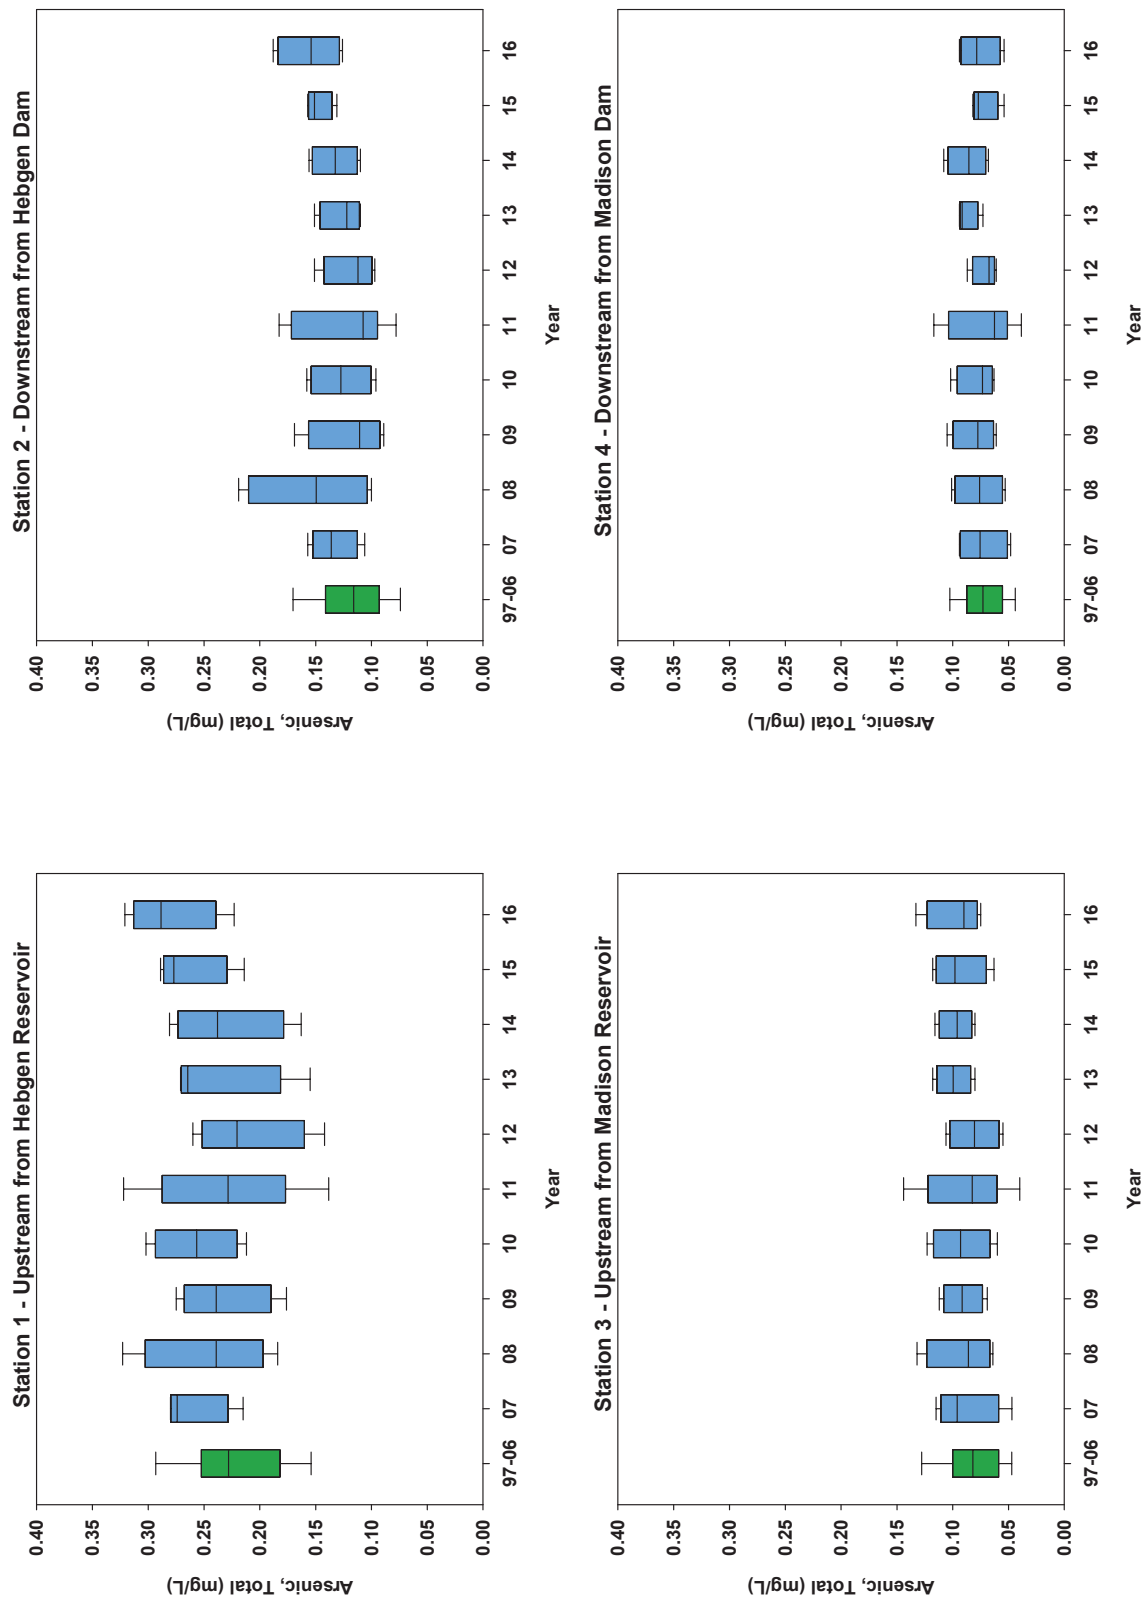 Station 1 - Upstream from Hebgen Reservoir
Arsenic, Total (mg/L)
0.40
0.30
0.25
0.20
0.15
0.10
0.05
0.00
97-06 07 08 09 10 11 12 13 14 15 16
Year
Station 2 - Downstream from Hebgen Dam
Arsenic, Total (mg/L)
0.40
0.30
0.25
0.20
0.15
0.10
0.05
0.00
97-06 07 08 09 10 11 12 13 14 15 16
Year
Station 3 - Upstream from Madison Reservoir
Arsenic, Total (mg/L)
0.40
0.30
0.25
0.20
0.15
0.10
0.05
0.00
97-06 07 08 09 10 11 12 13 14 15 16
Year
Station 4 - Downstream from Madison Dam
Arsenic, Total (mg/L)
0.40
0.30
0.25
0.20
0.15
0.10
0.05
0.00
97-06 07 08 09 10 11 12 13 14 15 16
Year